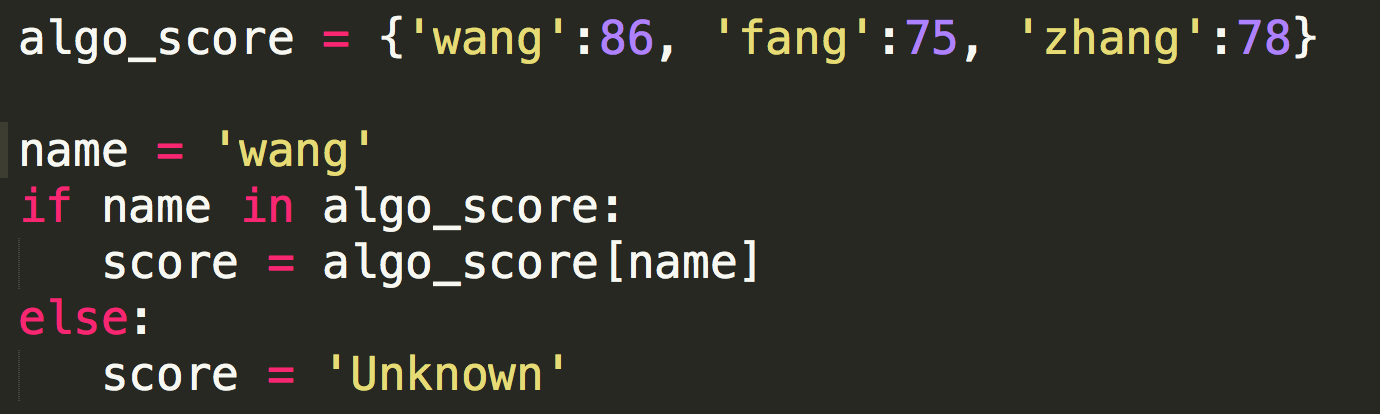 algo_score = {'wang':86, 'fang':75, 'zhang':78}
name = 'wang'
if name in algo_score:
   score = algo_score[name]
else:
   score = 'Unknown'